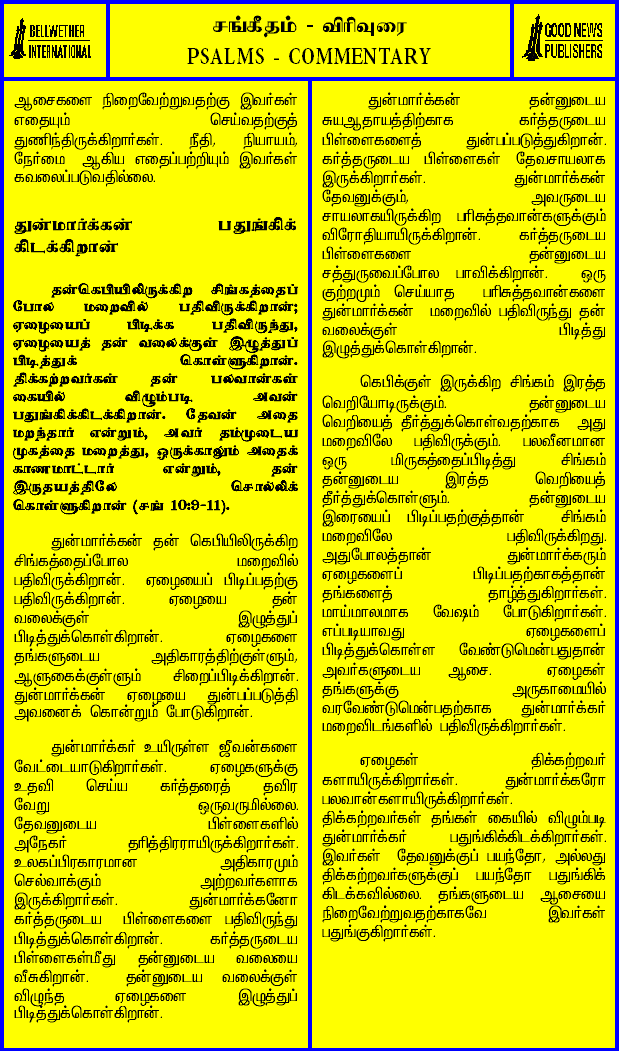 BELLWETHER
INTERNATIONAL
சங்கீதம் - விரிவுரை
PSALMS - COMMENTARY
GOOD NEWS
PUBLISHERS
ஆசைகளை நிறைவேற்றுவதற்கு இவர்கள்
எதையும் செய்வதற்குத்
துணிந்திருக்கிறார்கள். நீதி, நியாயம்,
நேர்மை ஆகிய எதைப்பற்றியும் இவர்கள்
கவலைப்படுவதில்லை.
துன்மார்க்கன் பதுங்கிக்
கிடக்கிறான்
தன்கெபியிலிருக்கிற சிங்கத்தைப்
போல மறைவில் பதிவிருக்கிறான்;
ஏழையைப் பிடிக்க பதிவிருந்து,
ஏழையைத் தன் வலைக்குள் இழுத்துப்
பிடித்துக் கொள்ளுகிறான்.
திக்கற்றவர்கள் தன் பலவான்கள்
கையில் விழும்படி அவன்
பதுங்கிக்கிடக்கிறான். தேவன் அதை
மறந்தார் என்றும், அவர் தம்முடைய
முகத்தை மறைத்து, ஒருக்காலும் அதைக்
காணமாட்டார் என்றும், தன்
இருதயத்திலே சொல்லிக்
கொள்ளுகிறான் (சங் 10:9-11).
துன்மார்க்கன் தன் கெபியிலிருகிற
சிங்கத்தைப்போல மறைவில்
பதிவிருக்கிறான். ஏழையைப் பிடிப்பதற்கு
பதிவிருக்கிறான். ஏழையை தன்
வலைக்குள் இழுத்துப்
பிடித்துக்கொள்கிறான். ஏழைகளை
தங்களுடைய அதிகாரத்திற்குள்ளும்,
ஆளுகைக்குள்ளும் சிறைப்பிடிக்கிறான்.
துன்மார்க்கன் ஏழையை துன்பப்படுத்தி
அவனைக் கொன்றும் போடுகிறான்.
துன்மார்க்கர் உயிருள்ள ஜீவன்களை
வேட்டையாடுகிறார்கள். ஏழைகளுக்கு
உதவி செய்ய கர்த்தரைத் தவிர
வேறு ஒருவருமில்லை.
தேவனுடைய பிள்ளைகளில்
அநேகர் தரித்திரராயிருக்கிறார்கள்.
உலகப்பிரகாரமான அதிகாரமும்
செல்வாக்கும் அற்றவர்களாக
இருக்கிறார்கள். துன்மார்க்கனோ
கர்த்தருடைய பிள்ளைகளை பதிவிருந்து
பிடித்துக்கொள்கிறான். கர்த்தருடைய
பிள்ளைகள்மீது தன்னுடைய வலையை
வீசுகிறான். தன்னுடைய வலைக்குள்
விழுந்த ஏழைகளை இழுத்துப்
பிடித்துக்கொள்கிறான்.
துன்மார்க்கன் தன்னுடைய
சுயஆதாயத்திற்காக கர்த்தருடைய
பிள்ளைகளைத் துன்பப்படுத்துகிறான்.
கர்த்தருடைய பிள்ளைகள் தேவசாயலாக
இருக்கிறார்கள். துன்மார்க்கன்
தேவனுக்கும், அவருடைய
சாயலாகயிருக்கிற பரிசுத்தவான்களுக்கும்
விரோதியாயிருக்கிறான். கர்த்தருடைய
பிள்ளைகளை தன்னுடைய
சத்துருவைப்போல பாவிக்கிறான். ஒரு
குற்றமும் செய்யாத பரிசுத்தவான்களை
துன்மார்க்கன் மறைவில் பதிவிருந்து தன்
வலைக்குள் பிடித்து
இழுத்துக்கொள்கிறான்.
கெபிக்குள் இருக்கிற சிங்கம் இரத்த
வெறியோடிருக்கும். தன்னுடைய
வெறியைத் தீர்த்துக்கொள்வதற்காக அது
மறைவிலே பதிவிருக்கும். பலவீனமான
ஒரு மிருகத்தைப்பிடித்து சிங்கம்
தன்னுடைய இரத்த வெறியைத்
தீர்த்துக்கொள்ளும். தன்னுடைய
இரையைப் பிடிப்பதற்குத்தான் சிங்கம்
மறைவிலே பதிவிருக்கிறது.
அதுபோலத்தான் துன்மார்க்கரும்
ஏழைகளைப் பிடிப்பதற்காகத்தான்
தங்களைத் தாழ்த்துகிறார்கள்.
மாய்மாலமாக வேஷம் போடுகிறார்கள்.
எப்படியாவது ஏழைகளைப்
பிடித்துக்கொள்ள வேண்டுமென்பதுதான்
அவர்களுடைய ஆசை. ஏழைகள்
தங்களுக்கு அருகாமையில்
வரவேண்டுமென்பதற்காக துன்மார்க்கர்
மறைவிடங்களில் பதிவிருக்கிறார்கள்.
ஏழைகள் திக்கற்றவர்
களாயிருக்கிறார்கள். துன்மார்க்கரோ
பலவான்களாயிருக்கிறார்கள்.
திக்கற்றவர்கள் தங்கள் கையில் விழும்படி
துன்மார்க்கர் பதுங்கிக்கிடக்கிறார்கள்.
இவர்கள் தேவனுக்குப் பயந்தோ, அல்லது
திக்கற்றவர்களுக்குப் பயந்தோ பதுங்கிக்
கிடக்கவில்லை. தங்களுடைய ஆசையை
நிறைவேற்றுவதற்காகவே இவர்கள்
பதுங்குகிறார்கள்.